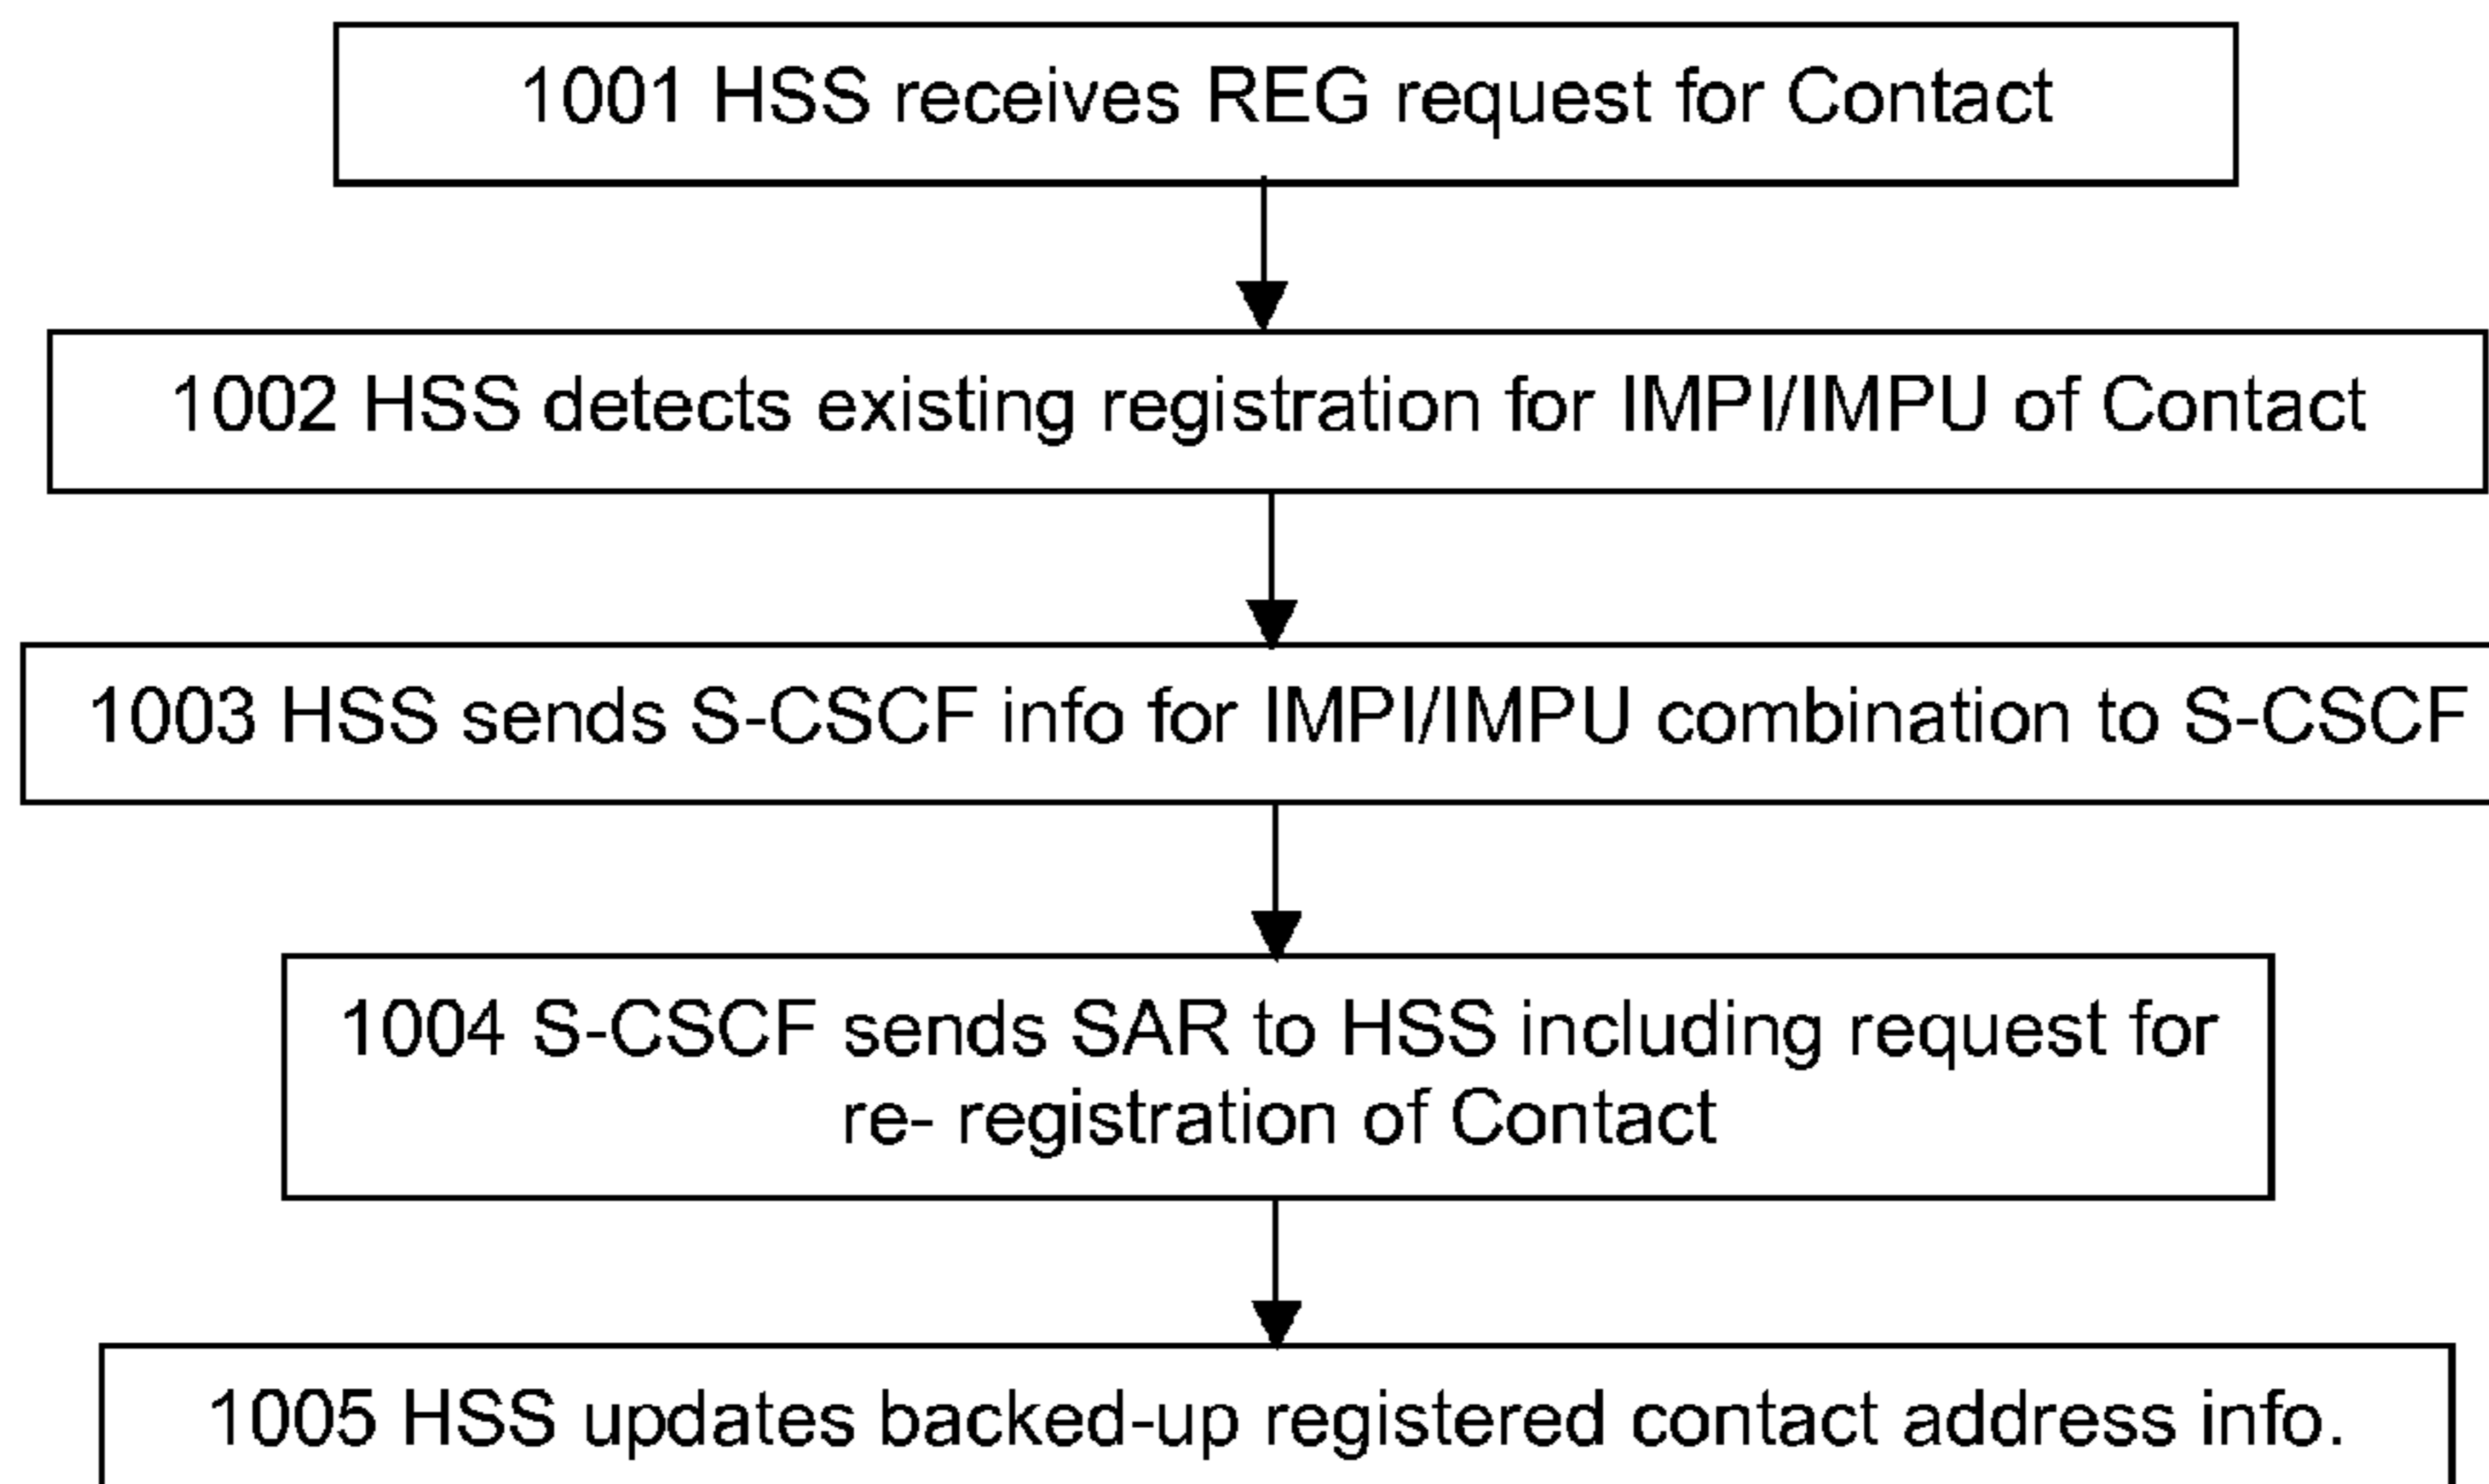 1001 HSS receives REG request for Contact
1002 HSS detects existing registration for IMPI/IMPU of Contact
1003 HSS sends S-CSCF info for IMPI/IMPU combination to S-CSCF
1004 S-CSCF sends SAR to HSS including request for
re- registration of Contact
1005 HSS updates backed-up registered contact address info.